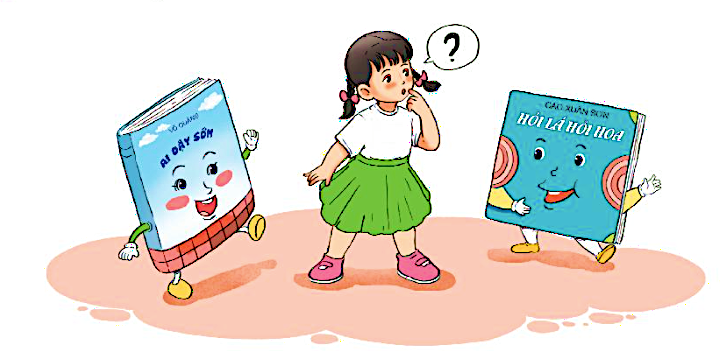 VÕ QUẢNG
AI DẬY SỚM
?
CAO XUÂN SƠN
HỎI LÁ HỎI HOA